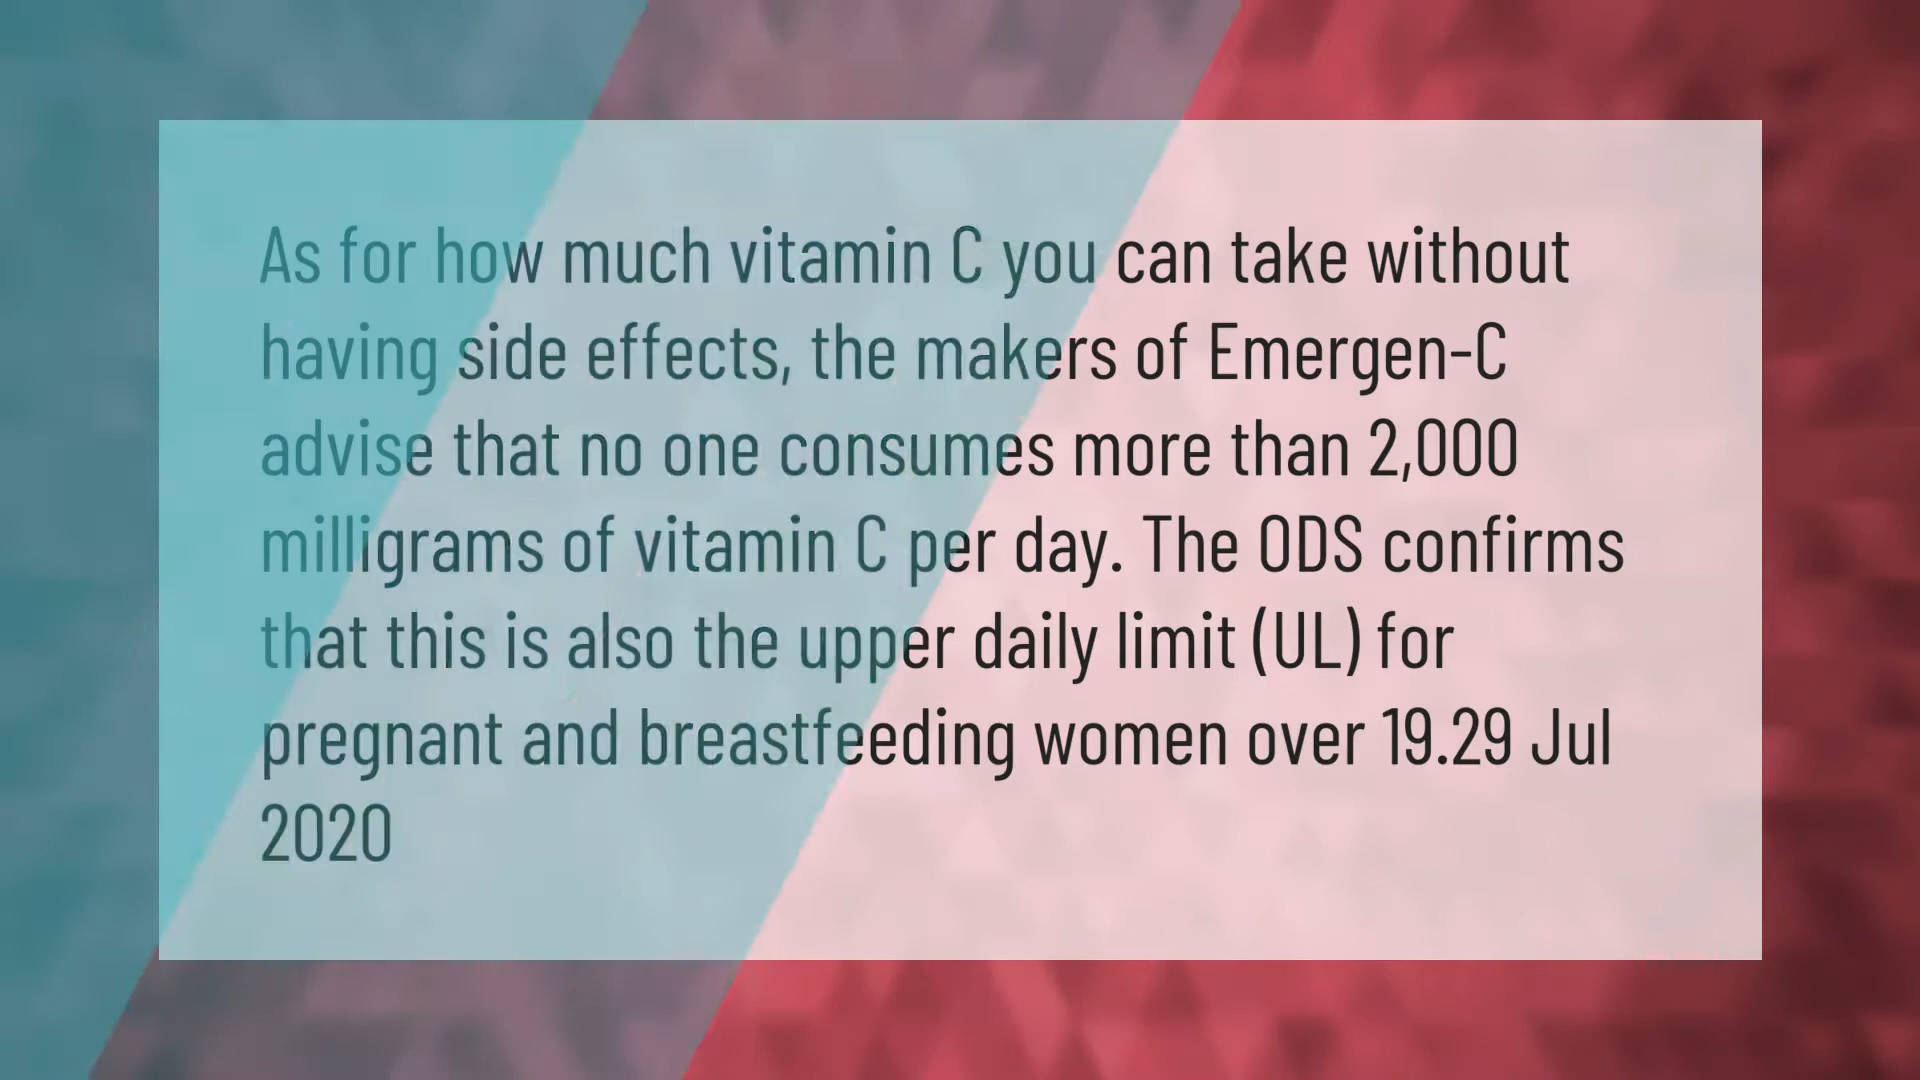 As for how much vitamin C you can take without
having side effects, the makers of Emergen-C
advise that no one consumes more than 2,000
milligrams of vitamin C per day. The ODS confirms
that this is also the upper daily limit (UL) for
pregnant and breastfeeding women over 19.29 Jul
2020